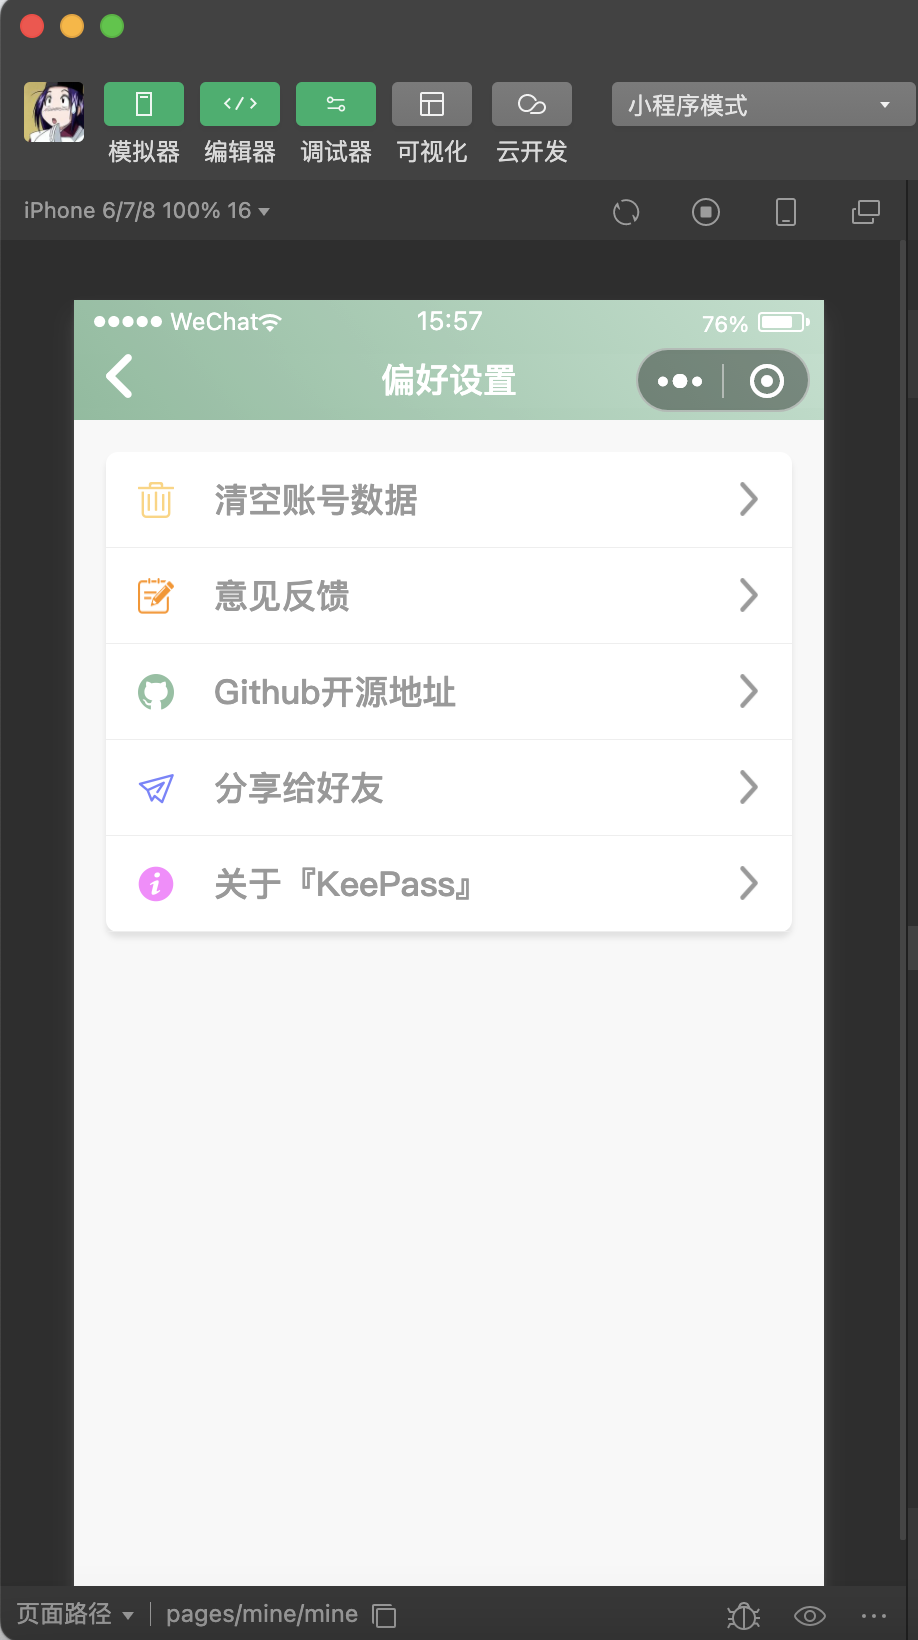 模拟器 编辑器 调试器 可视化 云开发 小程序模式
iPhone 6/7/8 100% 16
WeChat 15:57 76%
偏好设置
清空账号数据
意见反馈
Github开源地址
分享给好友
关于『KeePass』
页面路径 pages/mine/mine